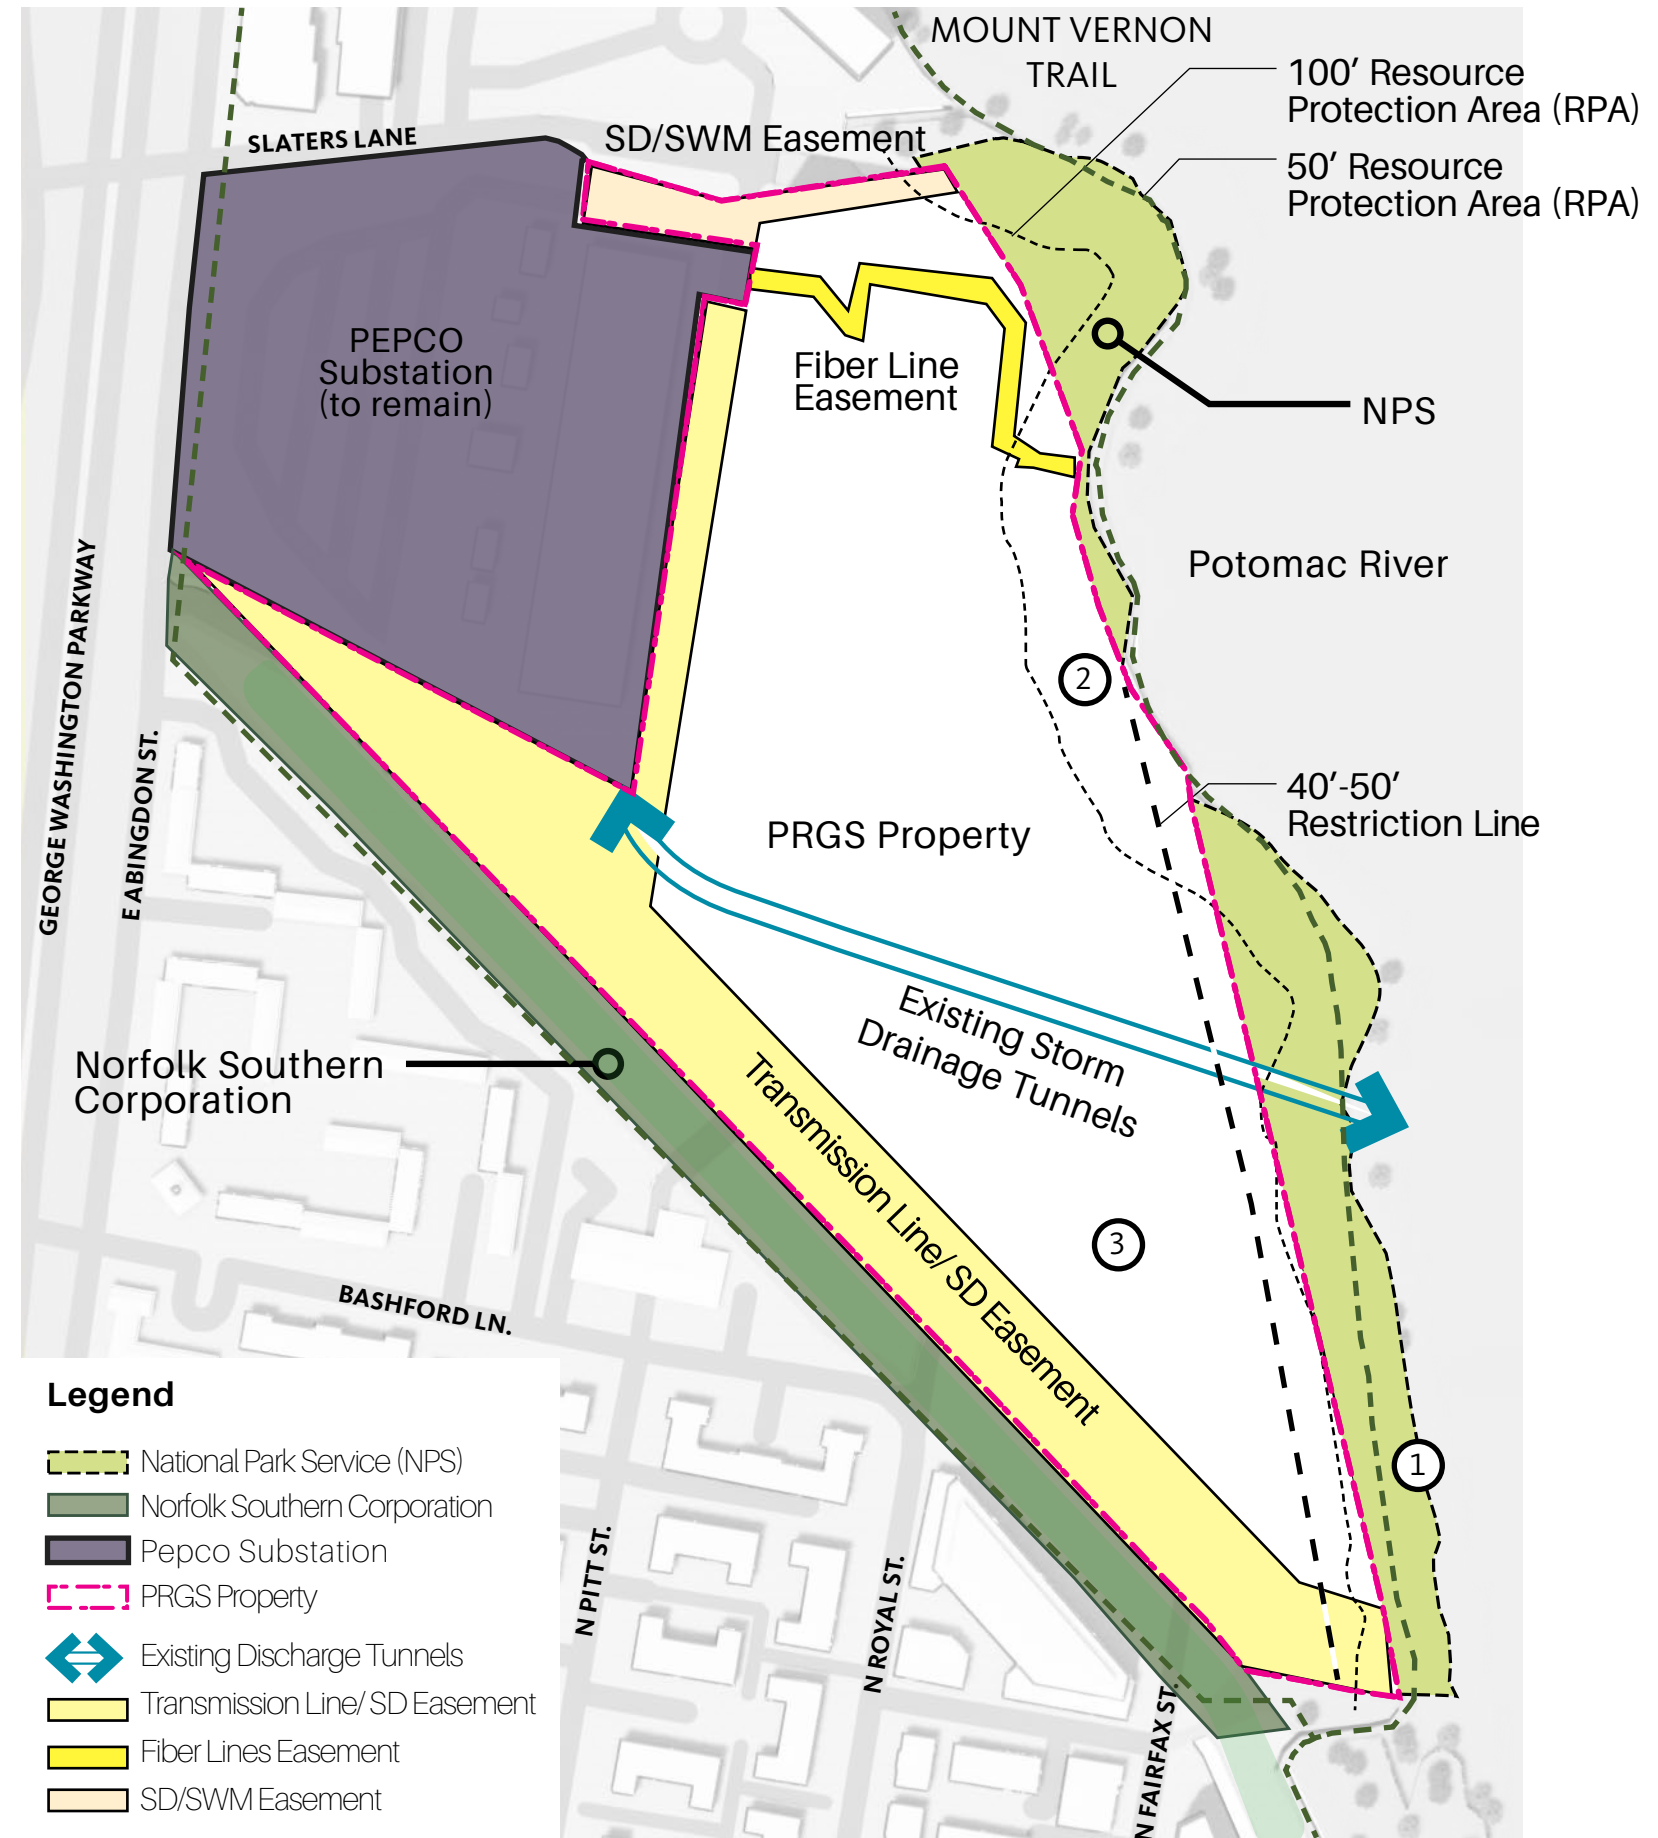 MOUNT VERNON
TRAIL
100’ Resource
Protection Area (RPA)
SLATERS LANE
SD/SWM Easement
50’ Resource
Protection Area (RPA)
PEPCO
Substation
(to remain)
Fiber Line
Easement
NPS
Potomac River
GEORGE WASHINGTON PARKWAY
E ABINGDON ST.
2
40’-50’
Restriction Line
PRGS Property
Existing Storm
Drainage Tunnels
Norfolk Southern
Corporation
Transmission Line/ SD Easement
3
BASHFORD LN.
1
N PITT ST.
N ROYAL ST.
N FAIRFAX ST.
Legend
National Park Service (NPS)
Norfolk Southern Corporation
Pepco Substation
PRGS Property
Existing Discharge Tunnels
Transmission Line/ SD Easement
Fiber Lines Easement
SD/SWM Easement